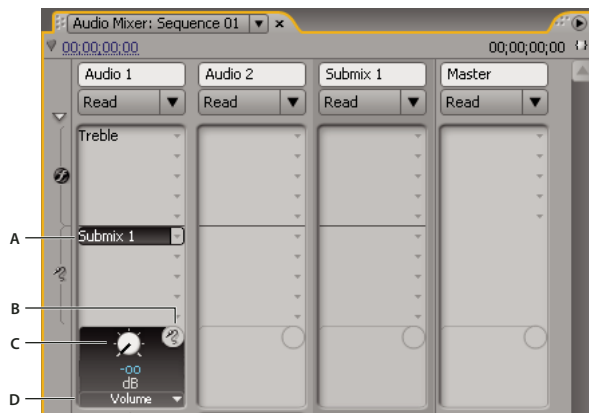 Audio Mixer: Sequence 01
00;00;00;00
00;00;00;00
Audio 1
Audio 2
Submix 1
Master
Read
Read
Read
Read
Treble
A
Submix 1
B
C
-oo
dB
D
Volume